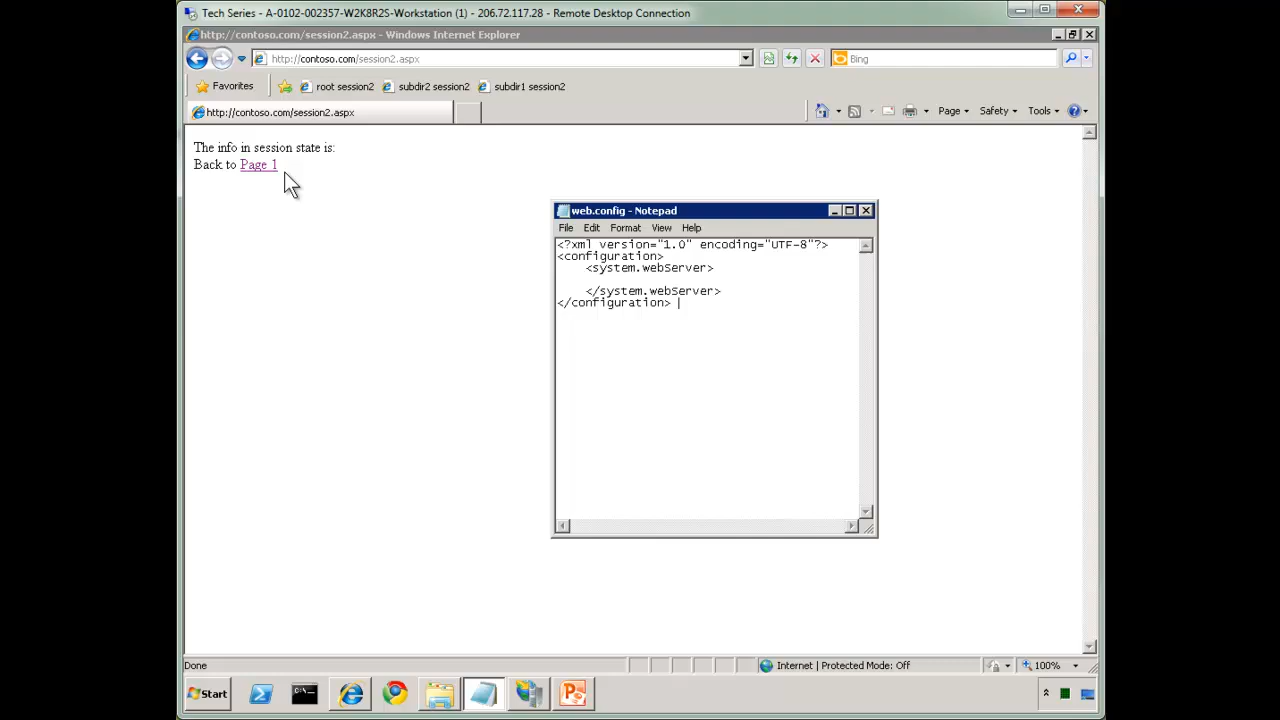 Tech Series - A-0102-002357-W2K8R2S-Workstation (1) - 206.72.117.28 - Remote Desktop Connection
http://contoso.com/session2.aspx - Windows Internet Explorer
http://contoso.com/session2.aspx
Bing
Favorites
root session2
subdir2 session2
subdir1 session2
http://contoso.com/session2.aspx
Page
Safety
Tools
The info in session state is:
Back to Page 1
web.config - Notepad
File Edit Format View Help
<?xml version="1.0" encoding="UTF-8"?>
<configuration>
<system.webServer>
</system.webServer>
</configuration>
Done
Internet | Protected Mode: Off
100%
Start